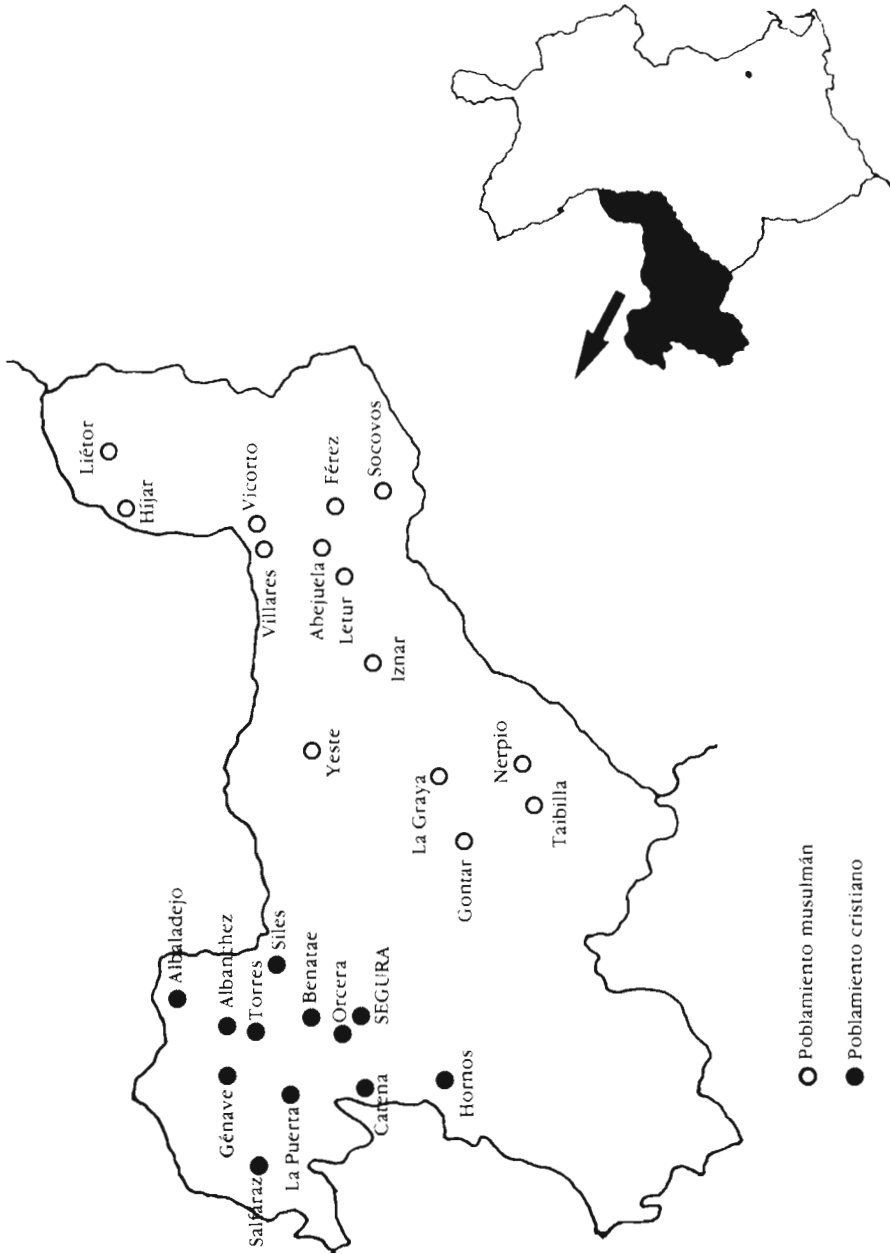 Liétor
Híjar
Vicorto
Villares
Férez
Abejuela
Socovos
Letur
Iznar
Yeste
La Graya
Nerpio
Gontar
Taibilla
Albaladejo
Albanchez
Siles
Torres
Génave
Benatae
Orcera
SEGURA
La Puerta
Salfaraz
Catena
Hornos
Poblamiento musulmán
Poblamiento cristiano